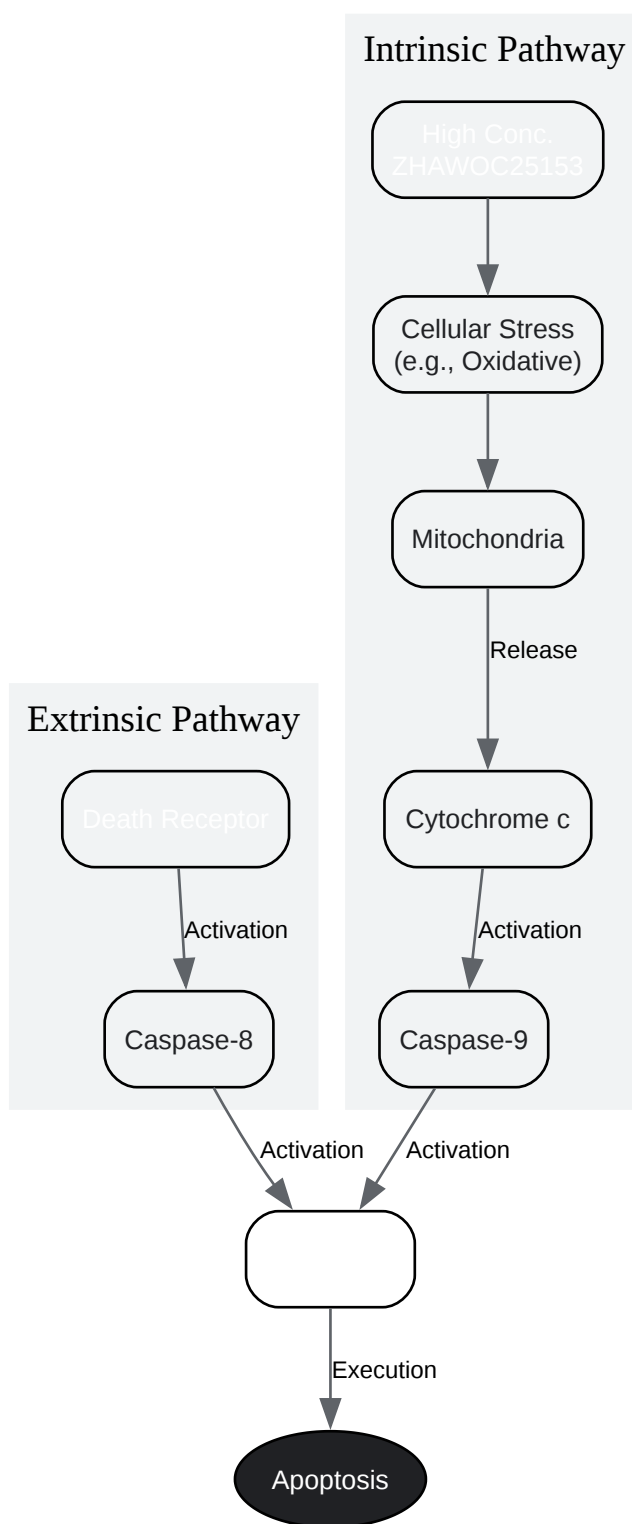 Intrinsic Pathway
High Conc.
ZHAWOC25153
Cellular Stress
(e.g., Oxidative)
Mitochondria
Release
Extrinsic Pathway
Death Receptor
Cytochrome c
Activation
Activation
Caspase-8
Caspase-9
Activation
Activation
Execution
Apoptosis